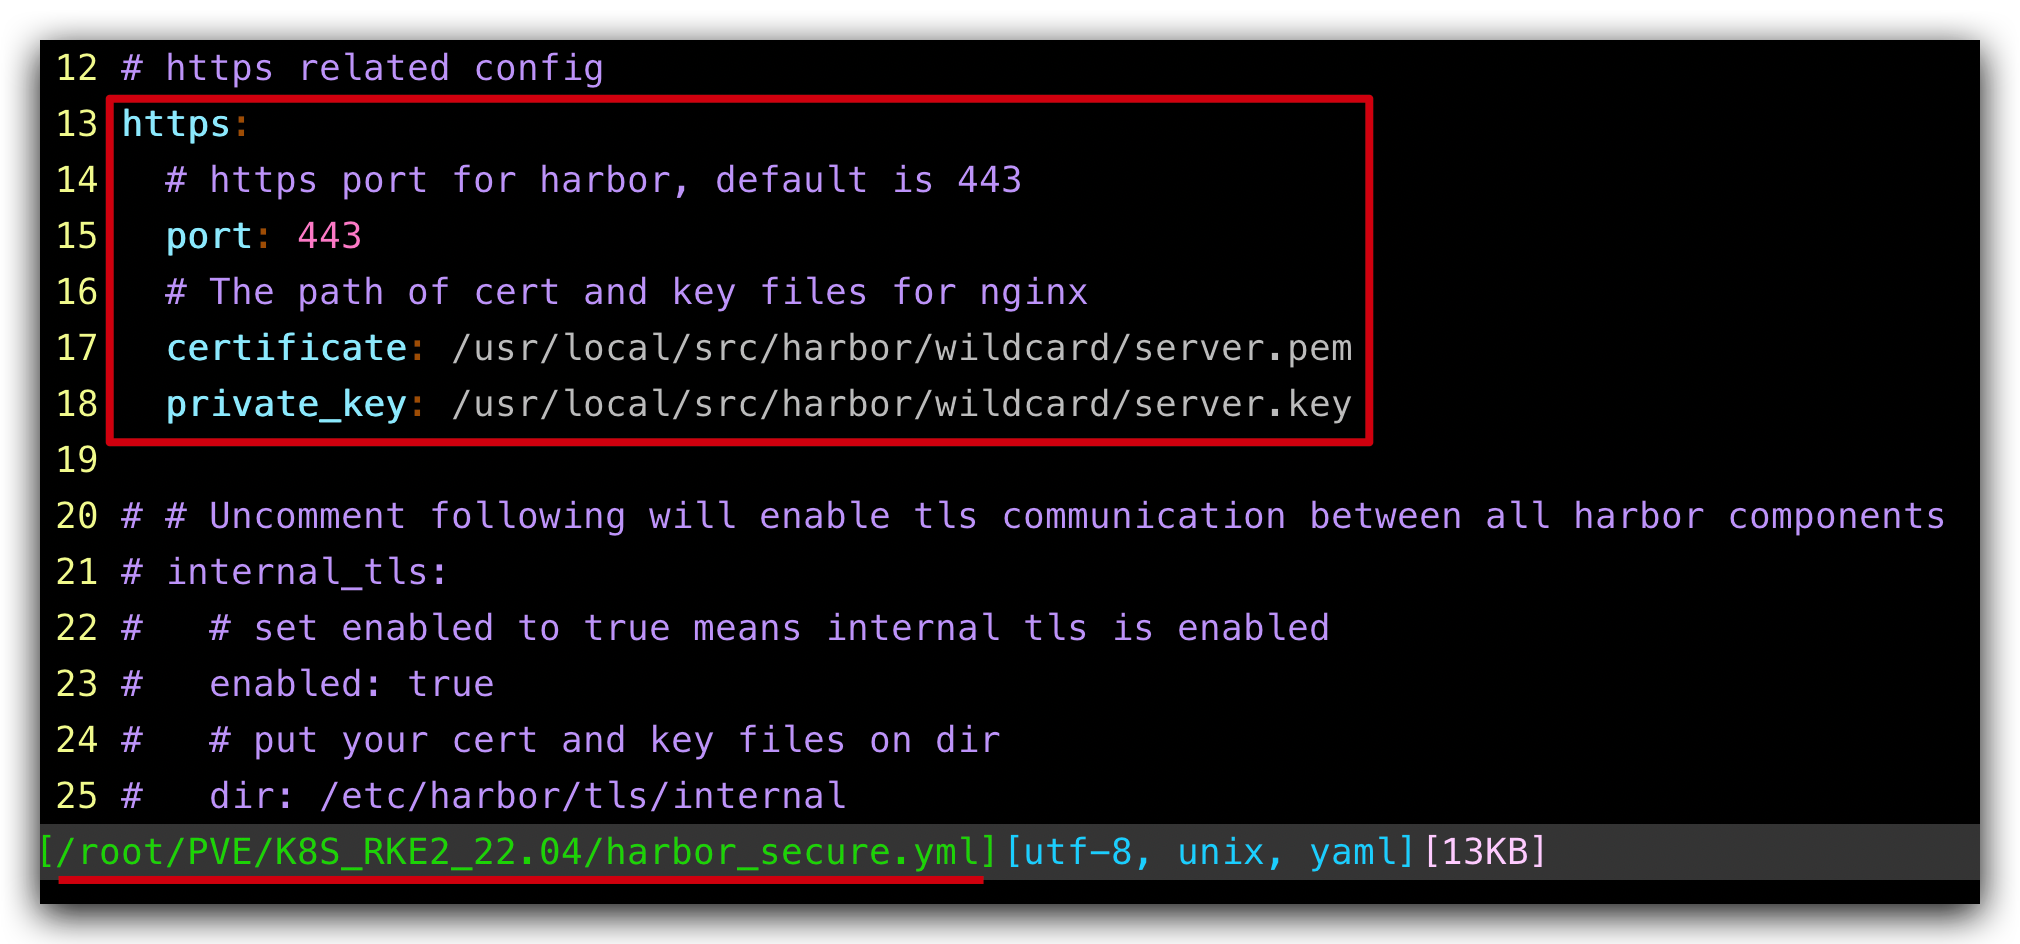 12 # https related config
13 https:
14   # https port for harbor, default is 443
15   port: 443
16   # The path of cert and key files for nginx
17   certificate: /usr/local/src/harbor/wildcard/server.pem
18   private_key: /usr/local/src/harbor/wildcard/server.key
19
20 # # Uncomment following will enable tls communication between all harbor components
21 # internal_tls:
22 #   # set enabled to true means internal tls is enabled
23 #   enabled: true
24 #   # put your cert and key files on dir
25 #   dir: /etc/harbor/tls/internal
[/root/PVE/K8S_RKE2_22.04/harbor_secure.yml][utf-8, unix, yaml][13KB]